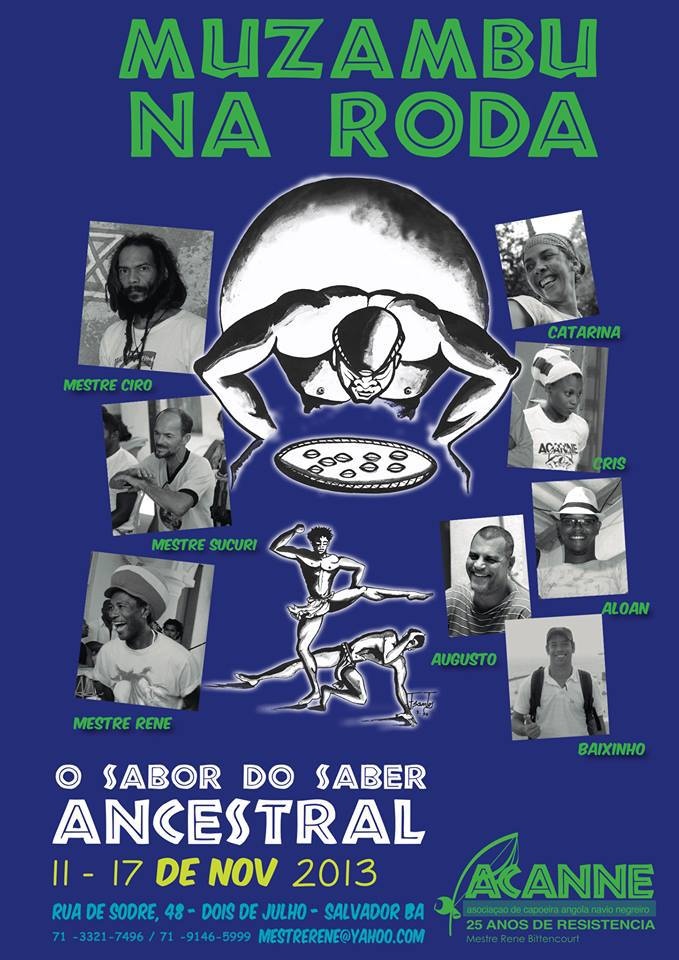 MUZAMBU
NA RODA
MESTRE CIRO
CATARINA
ACANNE
CRIS
MESTRE SUCURI
ALOAN
AUGUSTO
MESTRE RENE
BAIXINHO
O SABOR DO SABER
ANCESTRAL
11 - 17 DE NOV 2013
RUA DE SODRE, 48 - DOIS DE JULHO - SALVADOR BA
71 -3321-7496 / 71 -9146-5999 MESTRERENE@YAHOO.COM
ACANNE
asociaçao de capoeira angola navio negreiro
25 ANOS DE RESISTENCIA
Mestre Rene Bittencourt